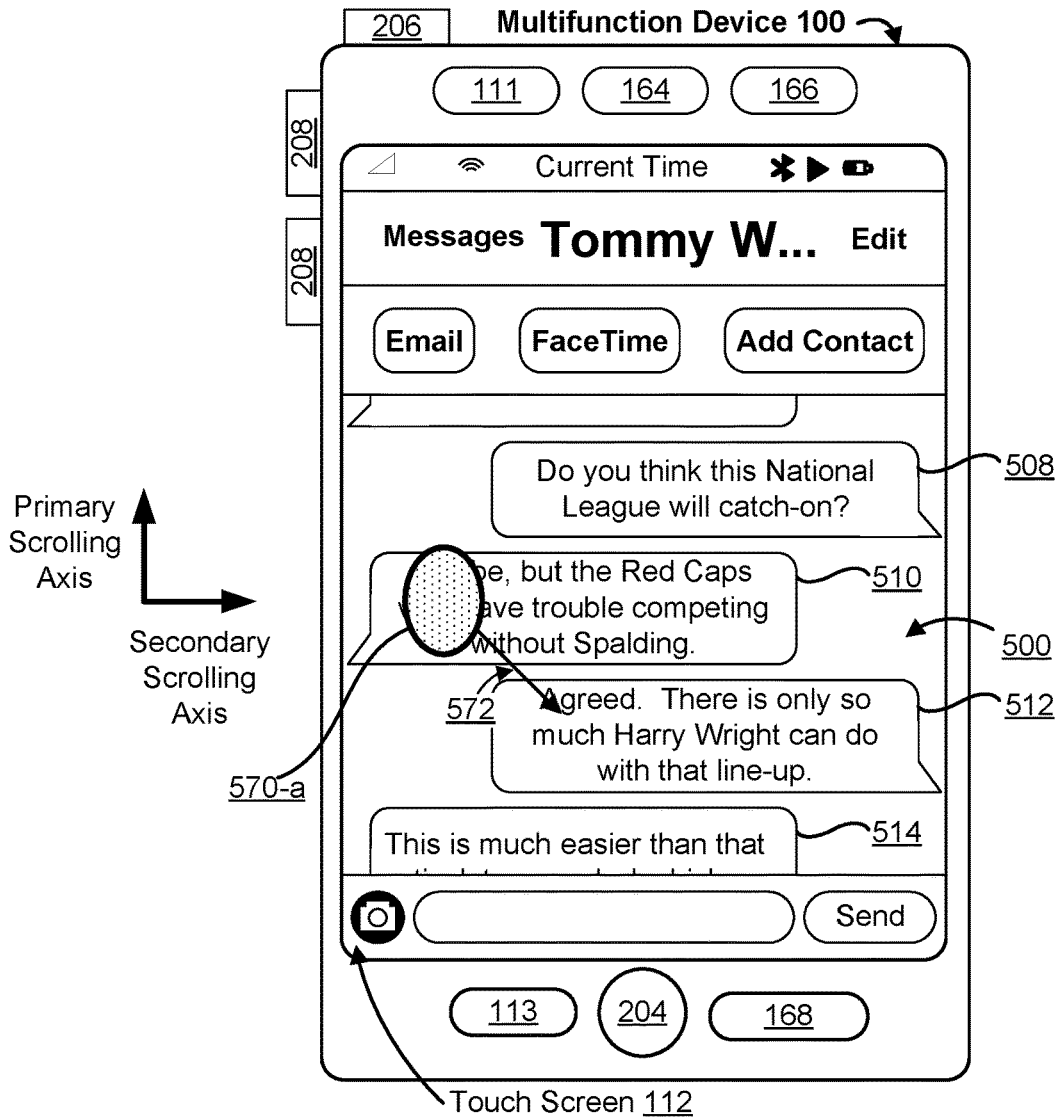 206
Multifunction Device 100
111
164
166
208
208
Current Time
Messages
Tommy W...
Edit
Email
FaceTime
Add Contact
Do you think this National
League will catch-on?
508
Primary
Scrolling
Axis
Secondary
Scrolling
Axis
but the Red Caps
trouble competing
without Spalding.
510
500
572
570-a
Agreed. There is only so
much Harry Wright can do
with that line-up.
512
This is much easier than that
514
Send
113
204
168
Touch Screen 112